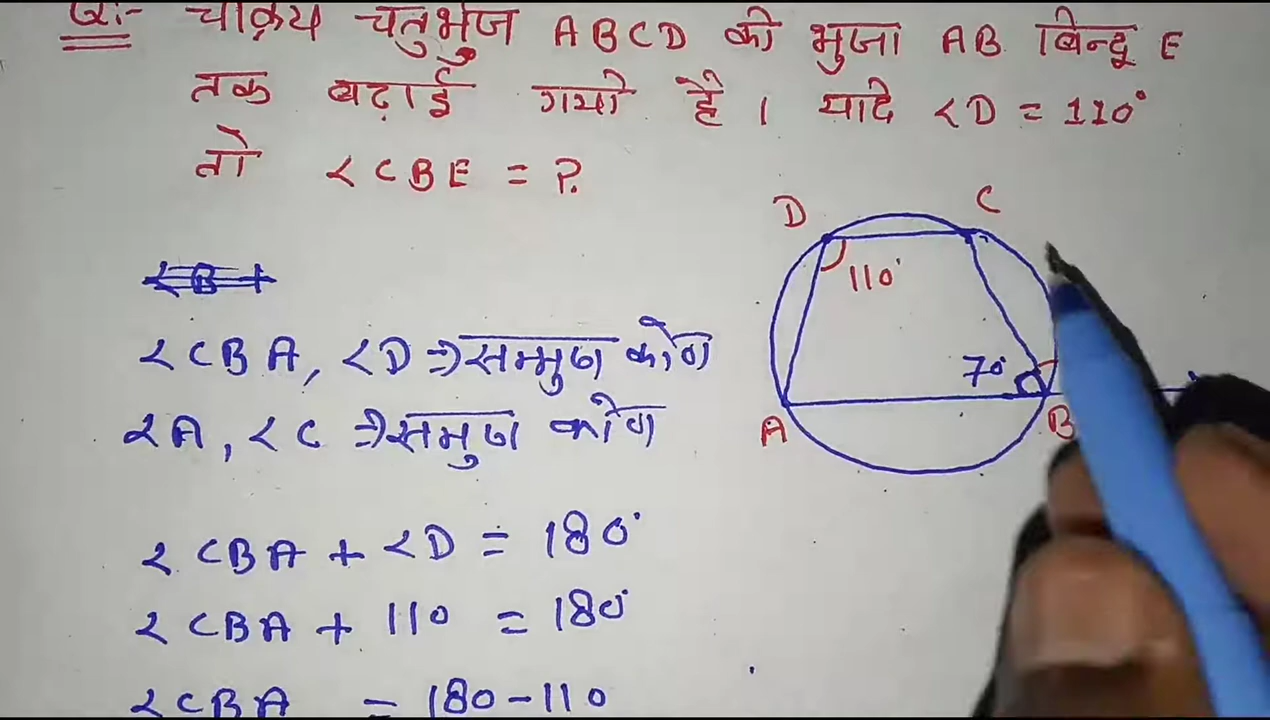 Q:- चक्रिय चतुर्भुज ABCD की भुजा AB बिन्दू E
तक बढ़ाई गयी है । यदि <D = 110°
तो <CBE = ?
D
C
110°
70°
A
B
<B +
<CBA, <D ⇒ सम्मुख कोण
<A, <C ⇒ समुख कोण
<CBA + <D = 180°
<CBA + 110 = 180°
<CBA = 180-110